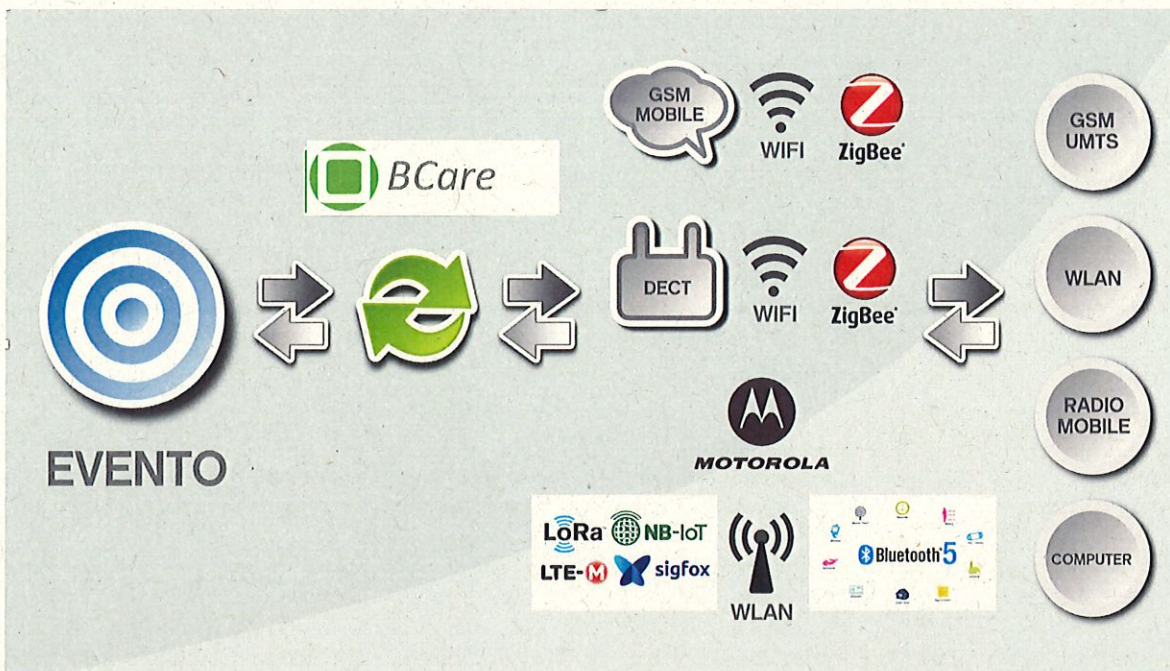 GSM
MOBILE
WIFI
ZigBee®
BCare
DECT
WIFI
ZigBee®
EVENTO
MOTOROLA
LoRa
NB-IoT
LTE-M
sigfox
WLAN
Bluetooth® 5
GSM
UMTS
WLAN
RADIO
MOBILE
COMPUTER